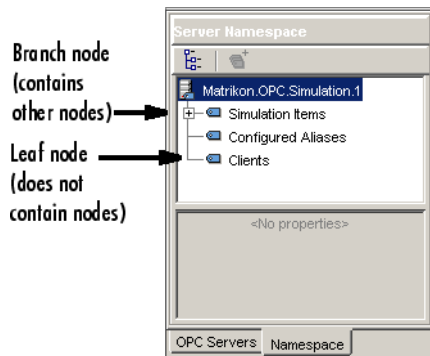 Server Namespace
Branch node
(contains
other nodes)
Leaf node
(does not
contain nodes)
Matrikon.OPC.Simulation.1
Simulation Items
Configured Aliases
Clients
<No properties>
OPC Servers
Namespace